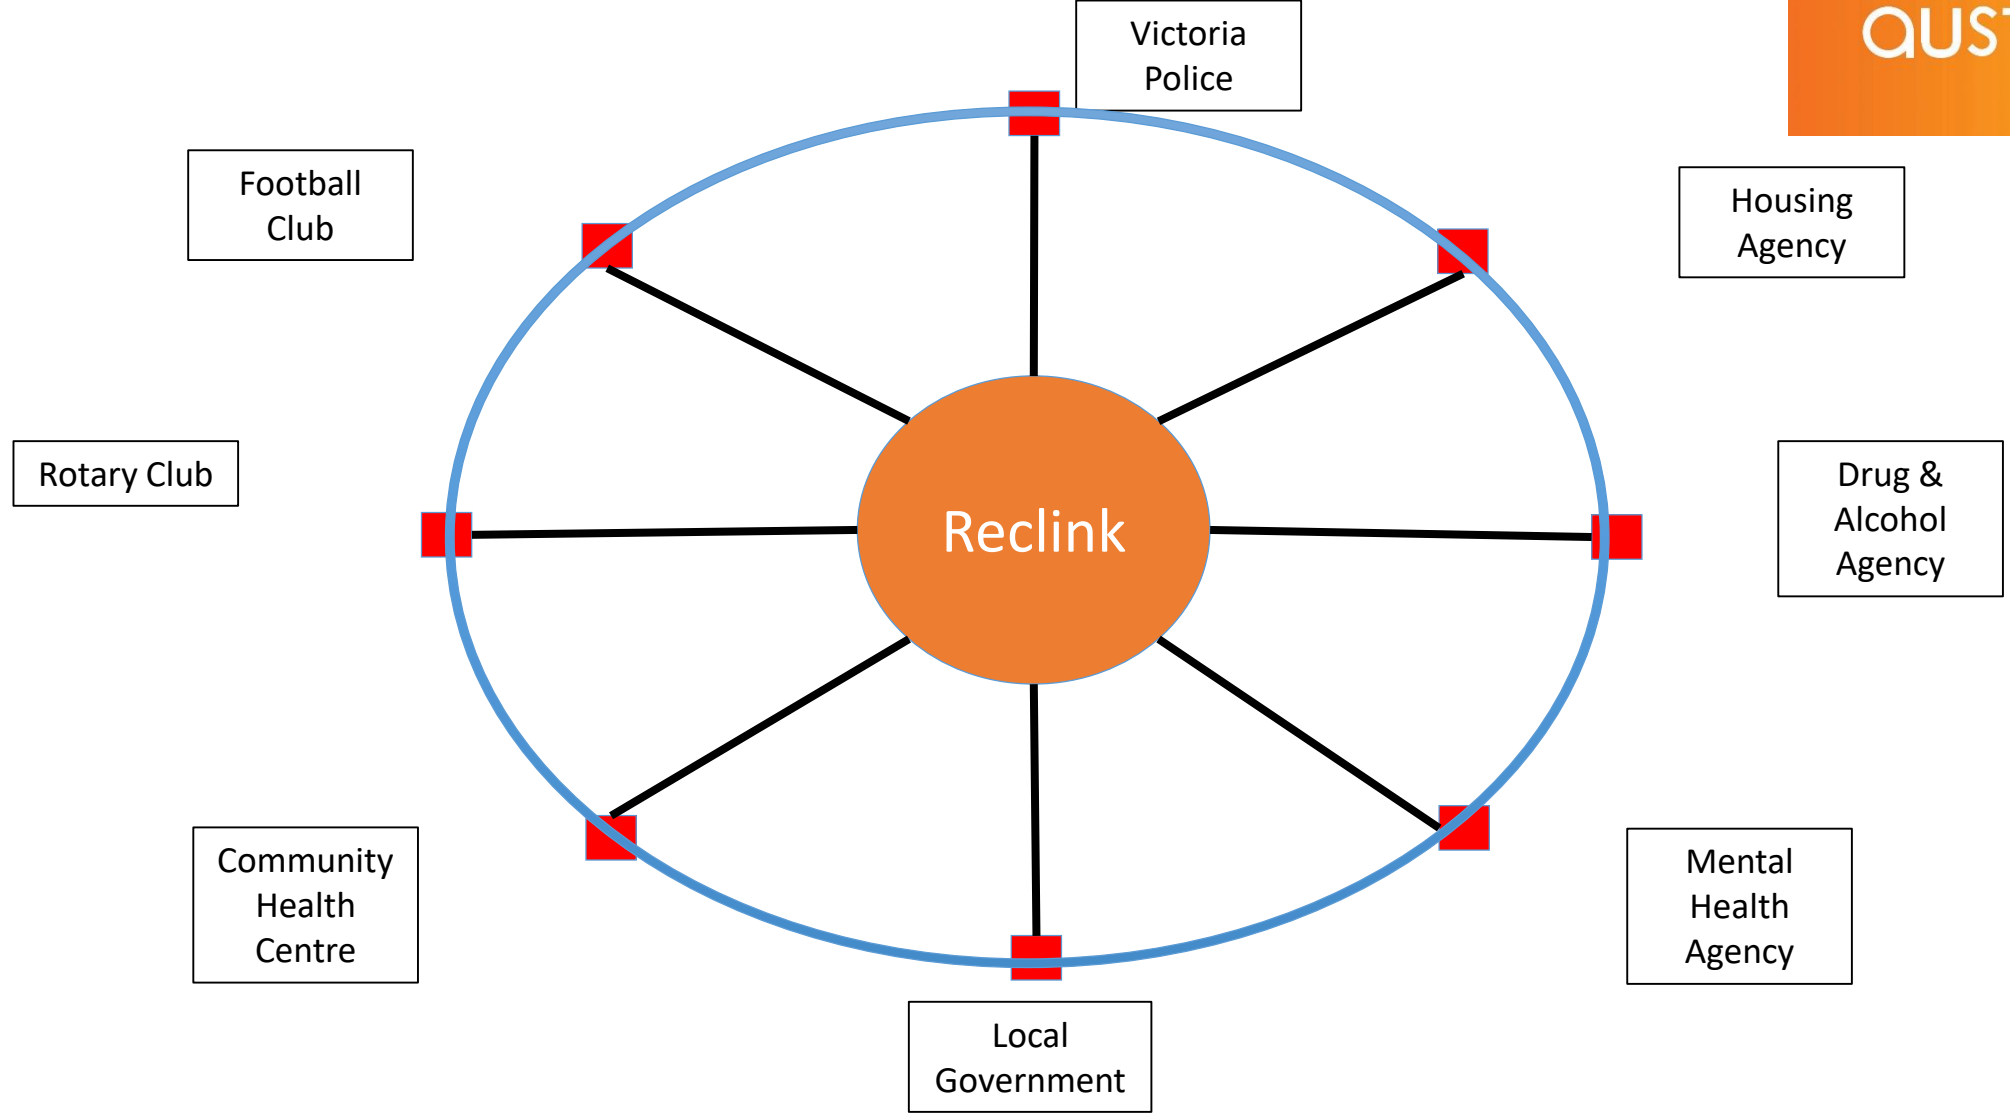 Victoria
Police
Football
Club
Housing
Agency
Rotary Club
Reclink
Drug &
Alcohol
Agency
Community
Health
Centre
Mental
Health
Agency
Local
Government